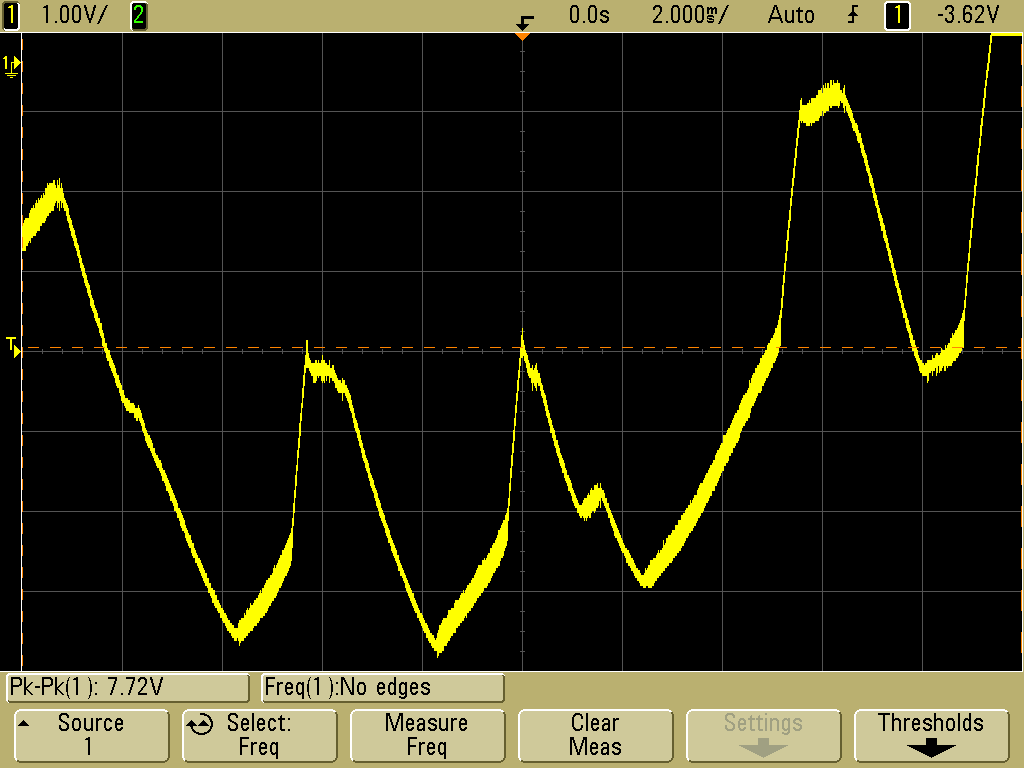 1 1.00V/ 2 0.0s 2.000ms/ Auto 1 -3.62V
1
T
Pk-Pk(1): 7.72V Freq(1):No edges
Source Select: Measure Clear Settings Thresholds
1 Freq Freq Meas